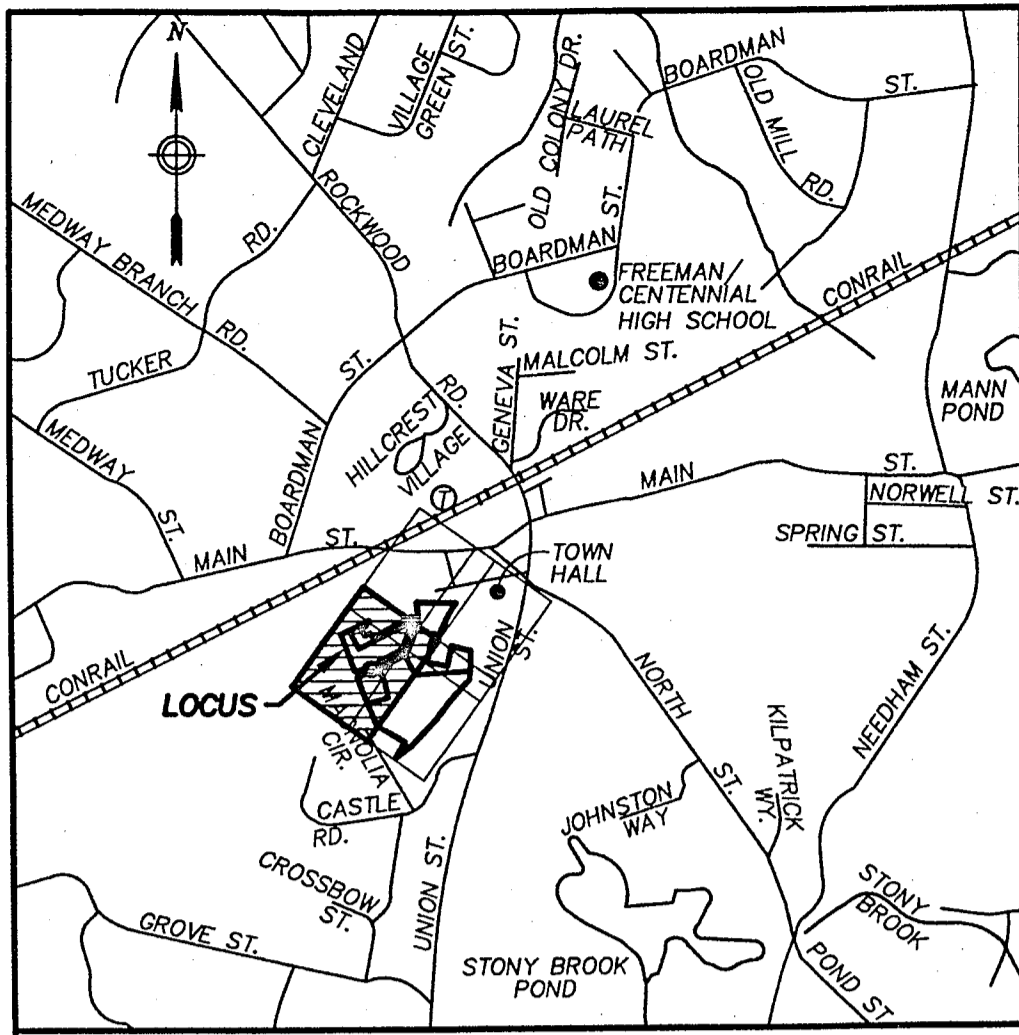 N
CLEVELAND
VILLAGE
GREEN ST.
OLD COLONY DR.
LAUREL
PATH
BOARDMAN
ST.
OLD MILL
RD.
ROCKWOOD
RD.
MEDWAY BRANCH
RD.
RD.
TUCKER
BOARDMAN
ST.
FREEMAN/
CENTENNIAL
HIGH SCHOOL
CONRAIL
GENEVA ST.
MALCOLM ST.
WARE
DR.
MANN
POND
HILLCREST
VILLAGE
MEDWAY
ST.
BOARDMAN
ST.
T
MAIN
ST.
NORWELL ST.
SPRING ST.
MAIN
ST.
TOWN
HALL
UNION
ST.
CONRAIL
LOCUS
MAGNOLIA
CIR.
NORTH
ST.
KILPATRICK
WY.
NEEDHAM ST.
CASTLE
RD.
JOHNSTON
WAY
CROSSBOW
ST.
UNION ST.
GROVE ST.
STONY BROOK
POND
STONY
BROOK
POND ST